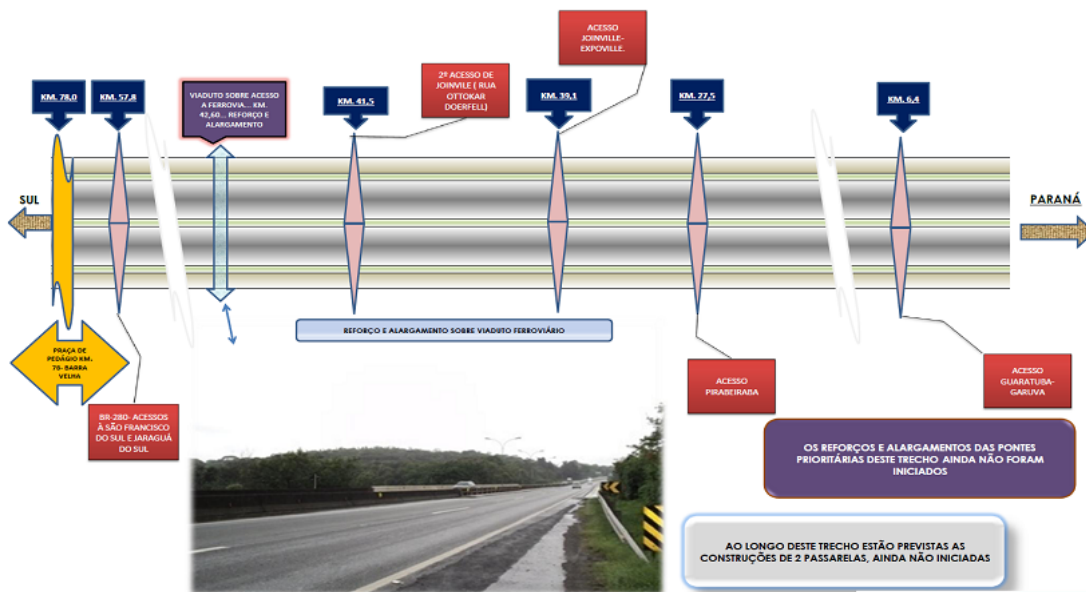 ACESSO
JOINVILLE-
EXPOVILLE.
2º ACESSO DE
JOINVILE ( RUA
OTTOKAR
DOERFELL)
VIADUTO SOBRE ACESSO
A FERROVIA... KM.
42,60... REFORÇO E
ALARGAMENTO
KM. 78,0
KM. 57,8
KM. 41,5
KM. 39,1
KM. 27,5
KM. 6,4
SUL
PARANÁ
REFORÇO E ALARGAMENTO SOBRE VIADUTO FERROVIÁRIO
PRAÇA DE
PEDÁGIO KM.
78- BARRA
VELHA
BR-280- ACESSOS
À SÃO FRANCISCO
DO SUL E JARAGUÁ
DO SUL
ACESSO
PIRABEIRABA
ACESSO
GUARATUBA-
GARUVA
OS REFORÇOS E ALARGAMENTOS DAS PONTES
PRIORITÁRIAS DESTE TRECHO AINDA NÃO FORAM
INICIADOS
AO LONGO DESTE TRECHO ESTÃO PREVISTAS AS
CONSTRUÇÕES DE 2 PASSARELAS, AINDA NÃO INICIADAS